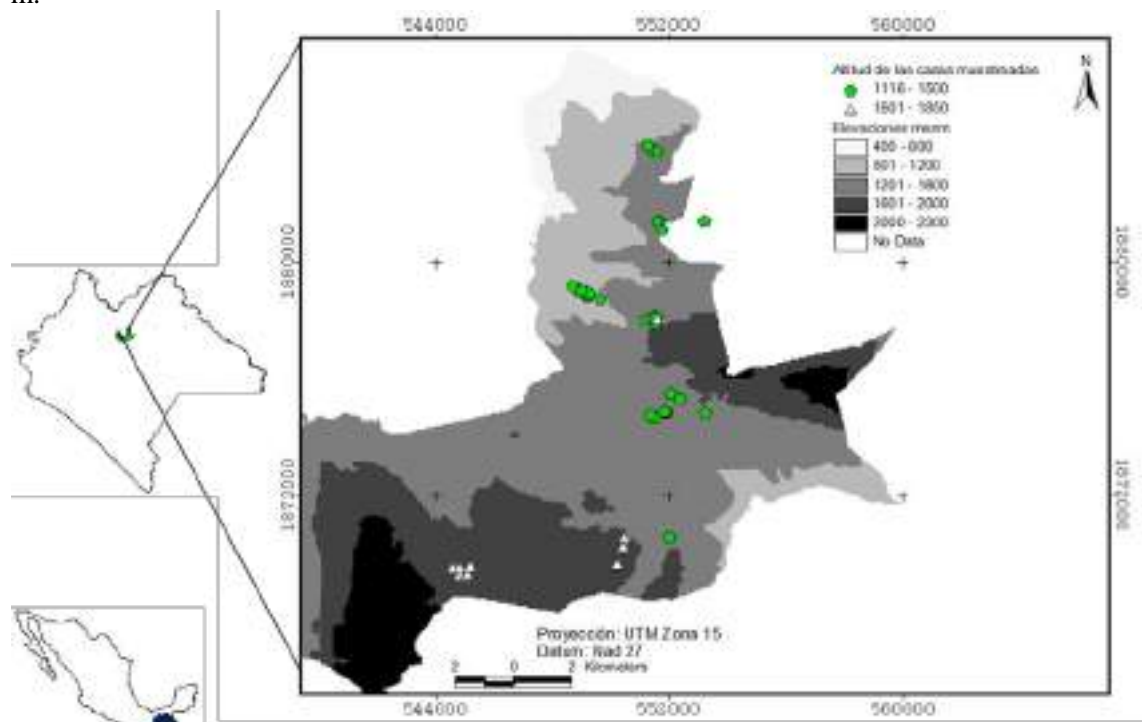 m.
544000 552000 560000
Altitud de las casas muestreadas
N
1116 - 1500
1501 - 1850
Elevaciones msnm
400 - 800
801 - 1200
1201 - 1600
1601 - 2000
2000 - 2300
No Data
1880000 1880000
1872000 1872000
Proyección: UTM Zona 15
Datum: Nad 27
2 0 2 Kilometers
544000 552000 560000